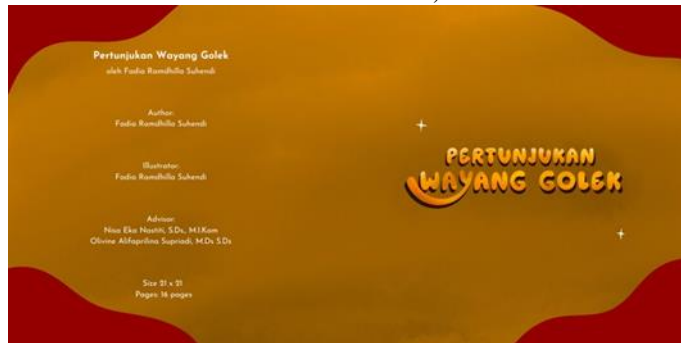 Pertunjukan Wayang Golek
oleh Fadia Ramdhilla Suhendi
Author:
Fadia Ramdhilla Suhendi
Illustrator:
Fadia Ramdhilla Suhendi
Advisor:
Nisa Eka Nastiti, S.Ds., M.I.Kom
Olivine Alifaprilina Supriadi, M.Ds S.Ds
Size 21 x 21
Pages: 16 pages
PERTUNJUKAN
WAYANG GOLEK